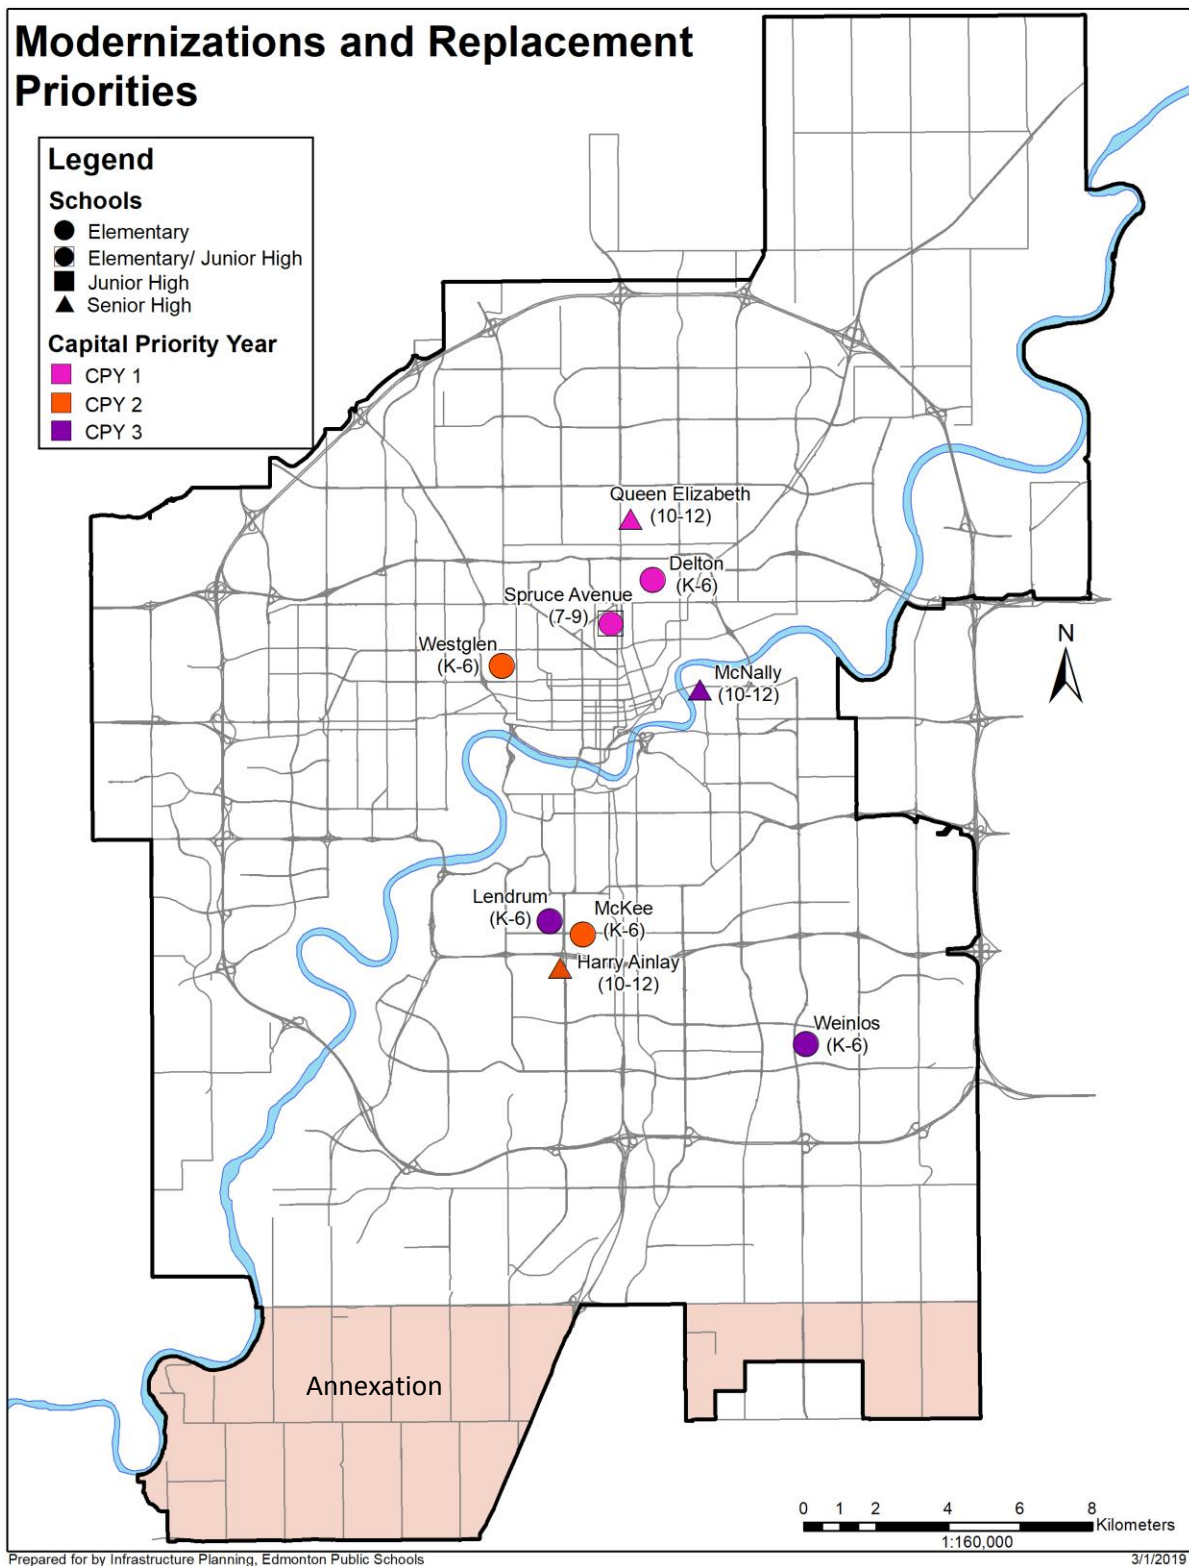 Modernizations and Replacement
Priorities
Legend
Schools
Elementary
Elementary/ Junior High
Junior High
Senior High
Capital Priority Year
CPY 1
CPY 2
CPY 3
Queen Elizabeth
(10-12)
Delton
(K-6)
Spruce Avenue
(7-9)
Westglen
(K-6)
McNally
(10-12)
N
Lendrum
(K-6)
McKee
(K-6)
Harry Ainlay
(10-12)
Weinlos
(K-6)
Annexation
0 1 2 4 6 8
Kilometers
1:160,000
Prepared for by Infrastructure Planning, Edmonton Public Schools
3/1/2019